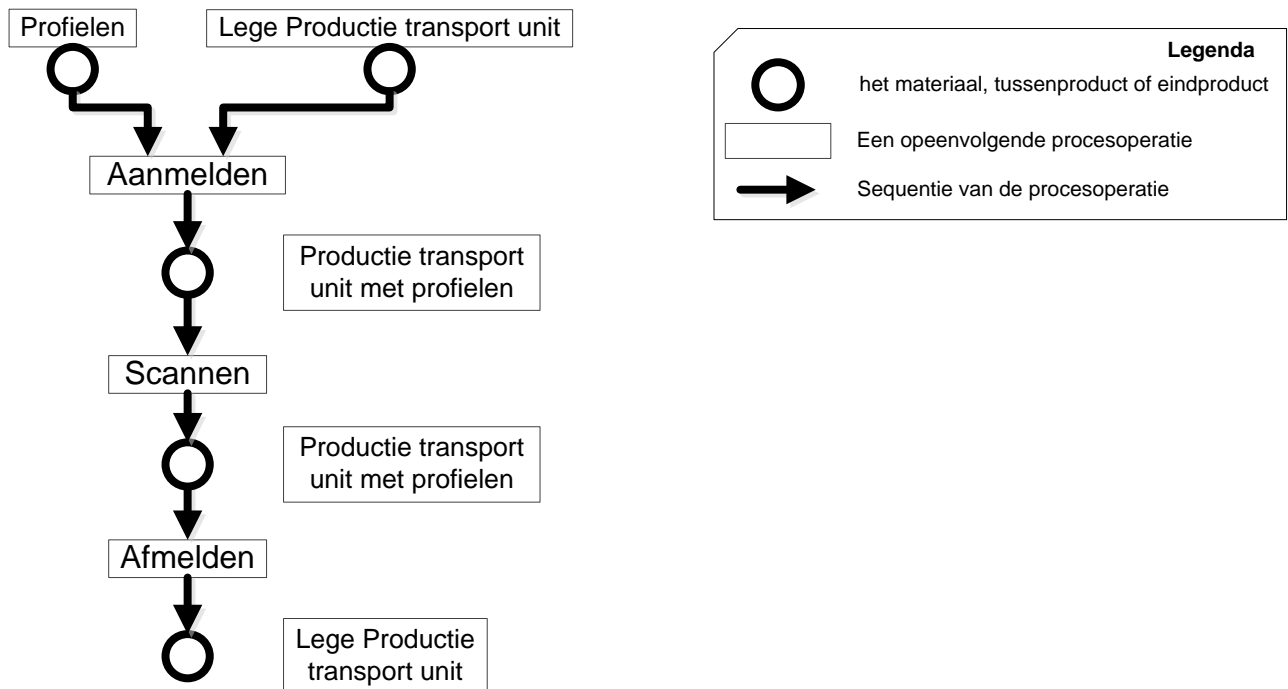 Profielen
Lege Productie transport unit
Aanmelden
Productie transport
unit met profielen
Scannen
Productie transport
unit met profielen
Afmelden
Lege Productie
transport unit
Legenda
het materiaal, tussenproduct of eindproduct
Een opeenvolgende procesoperatie
Sequentie van de procesoperatie